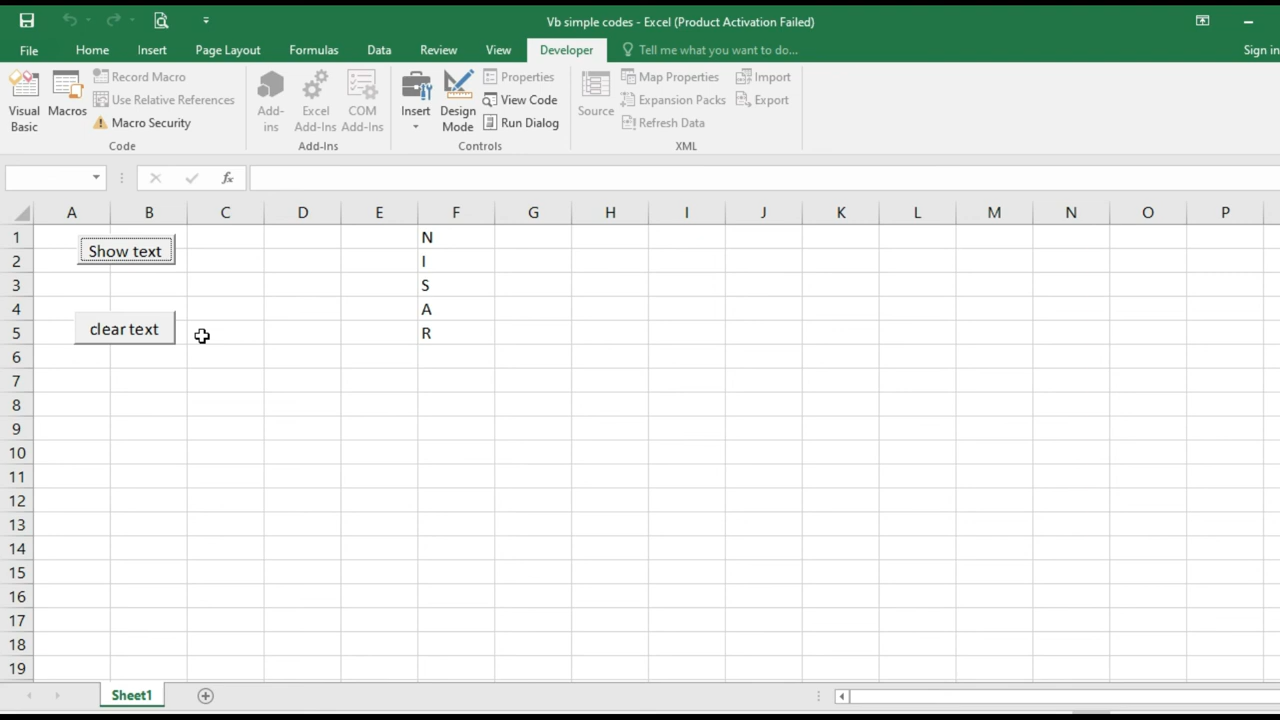 Vb simple codes - Excel (Product Activation Failed)
File Home Insert Page Layout Formulas Data Review View Developer Tell me what you want to do... Sign in
Visual Basic
Macros
Record Macro
Use Relative References
Macro Security
Code
Add-ins
Excel Add-Ins
COM Add-Ins
Add-Ins
Insert
Design Mode
Properties
View Code
Run Dialog
Controls
Source
Map Properties
Expansion Packs
Refresh Data
Import
Export
XML
fx
A B C D E F G H I J K L M N O P
1 Show text N
2 I
3 S
4 A
5 clear text R
6
7
8
9
10
11
12
13
14
15
16
17
18
19
Sheet1